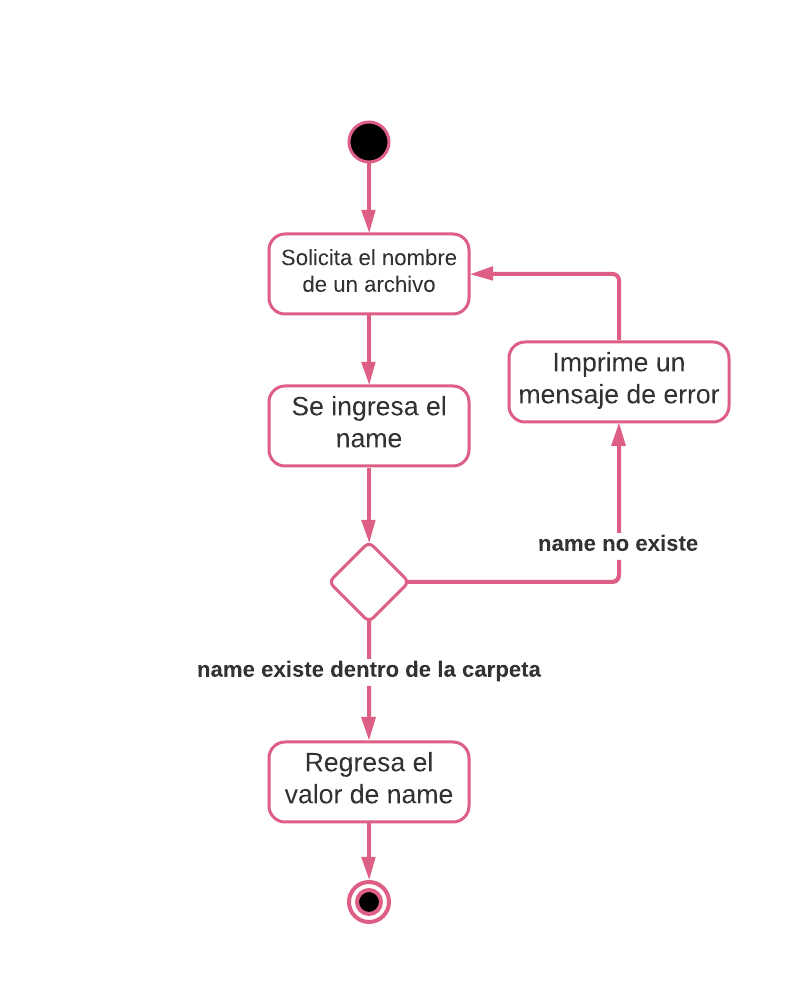 Solicita el nombre
de un archivo
Se ingresa el
name
Imprime un
mensaje de error
name no existe
name existe dentro de la carpeta
Regresa el
valor de name